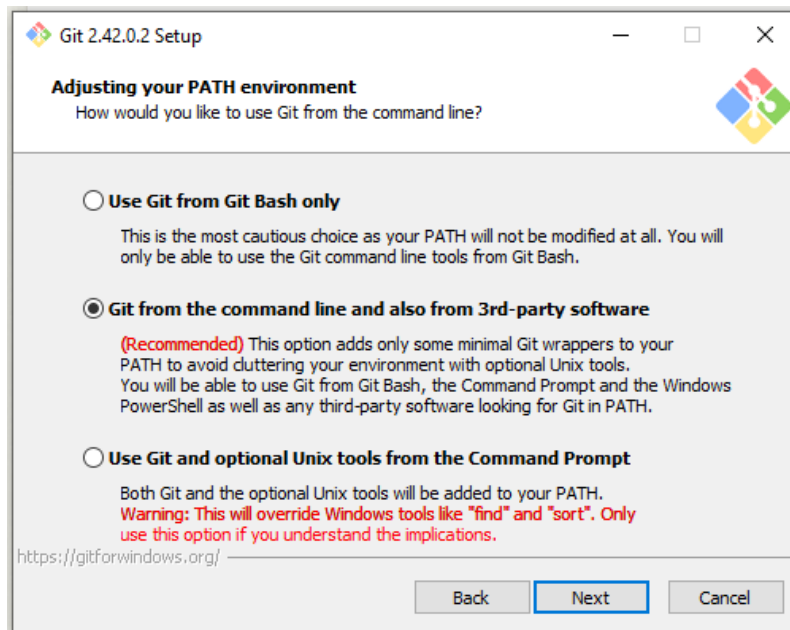 Git 2.42.0.2 Setup
Adjusting your PATH environment
How would you like to use Git from the command line?
Use Git from Git Bash only
This is the most cautious choice as your PATH will not be modified at all. You will
only be able to use the Git command line tools from Git Bash.
Git from the command line and also from 3rd-party software
(Recommended) This option adds only some minimal Git wrappers to your
PATH to avoid cluttering your environment with optional Unix tools.
You will be able to use Git from Git Bash, the Command Prompt and the Windows
PowerShell as well as any third-party software looking for Git in PATH.
Use Git and optional Unix tools from the Command Prompt
Both Git and the optional Unix tools will be added to your PATH.
Warning: This will override Windows tools like "find" and "sort". Only
use this option if you understand the implications.
https://gitforwindows.org/
Back
Next
Cancel